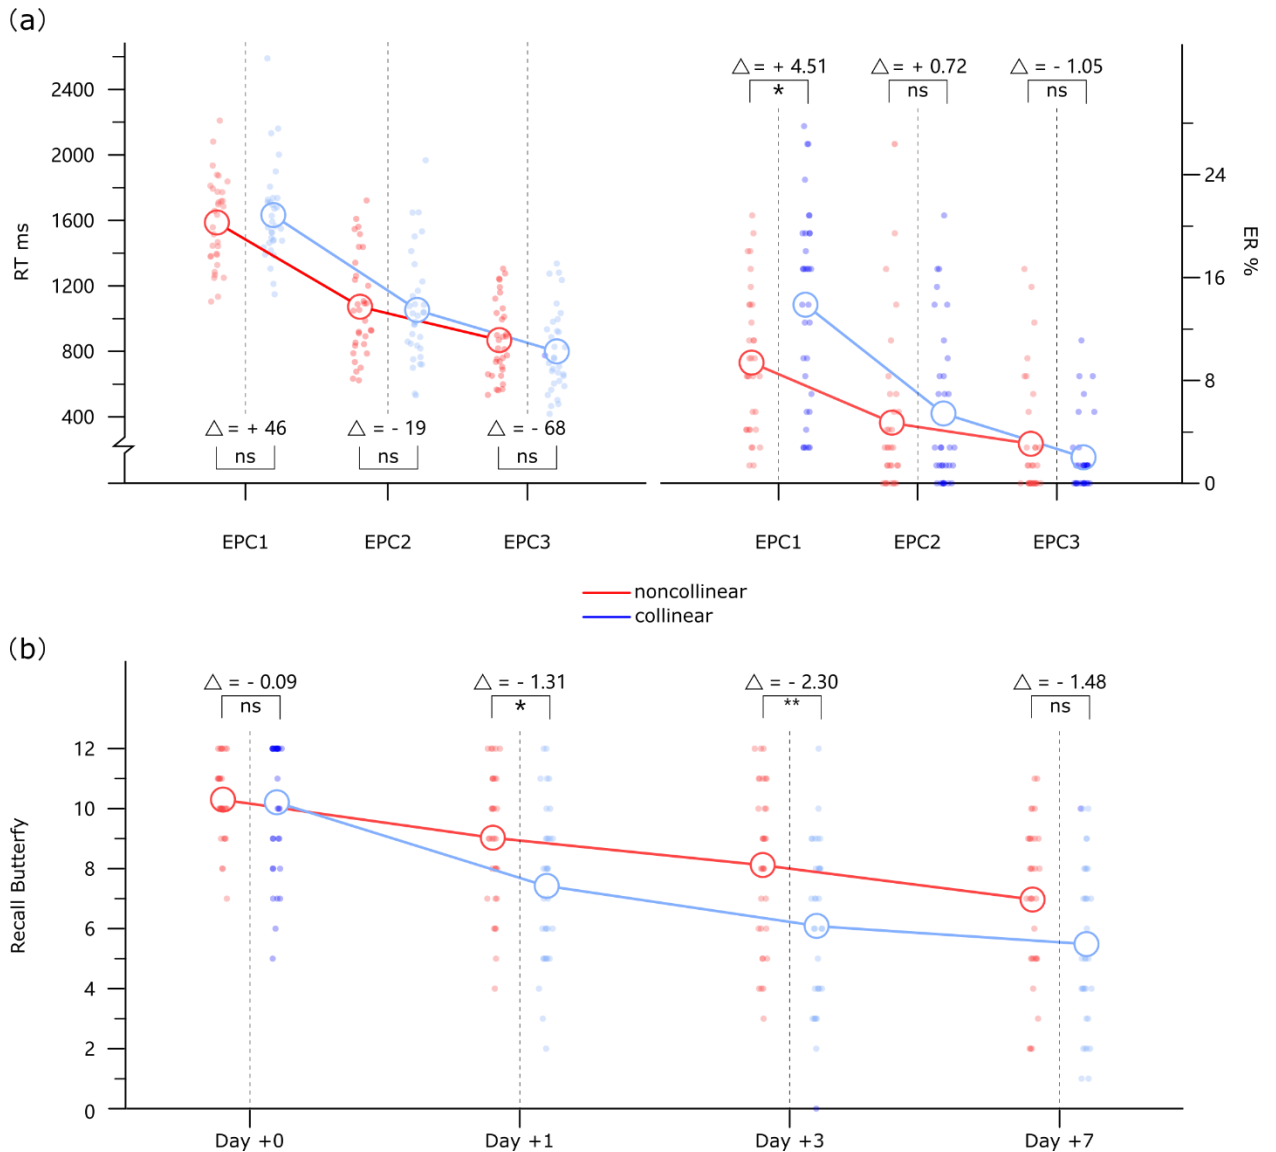 (a)
△= + 4.51 △= + 0.72 △= - 1.05
* ns ns
RT ms
2400
2000
1600
1200
800
400
△= + 46 △= - 19 △= - 68
ns ns ns
EPC1 EPC2 EPC3
24
16
8
0
ER %
EPC1 EPC2 EPC3
noncollinear
collinear
(b)
△= - 0.09 △= - 1.31 △= - 2.30 △= - 1.48
ns * ** ns
Recall Butterfy
12
10
8
6
4
2
0
Day +0 Day +1 Day +3 Day +7